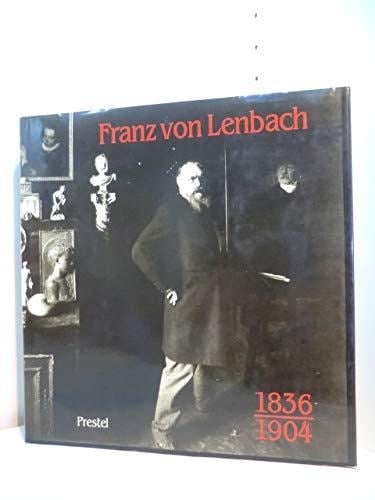 Franz von Lenbach
1836
1904
Prestel